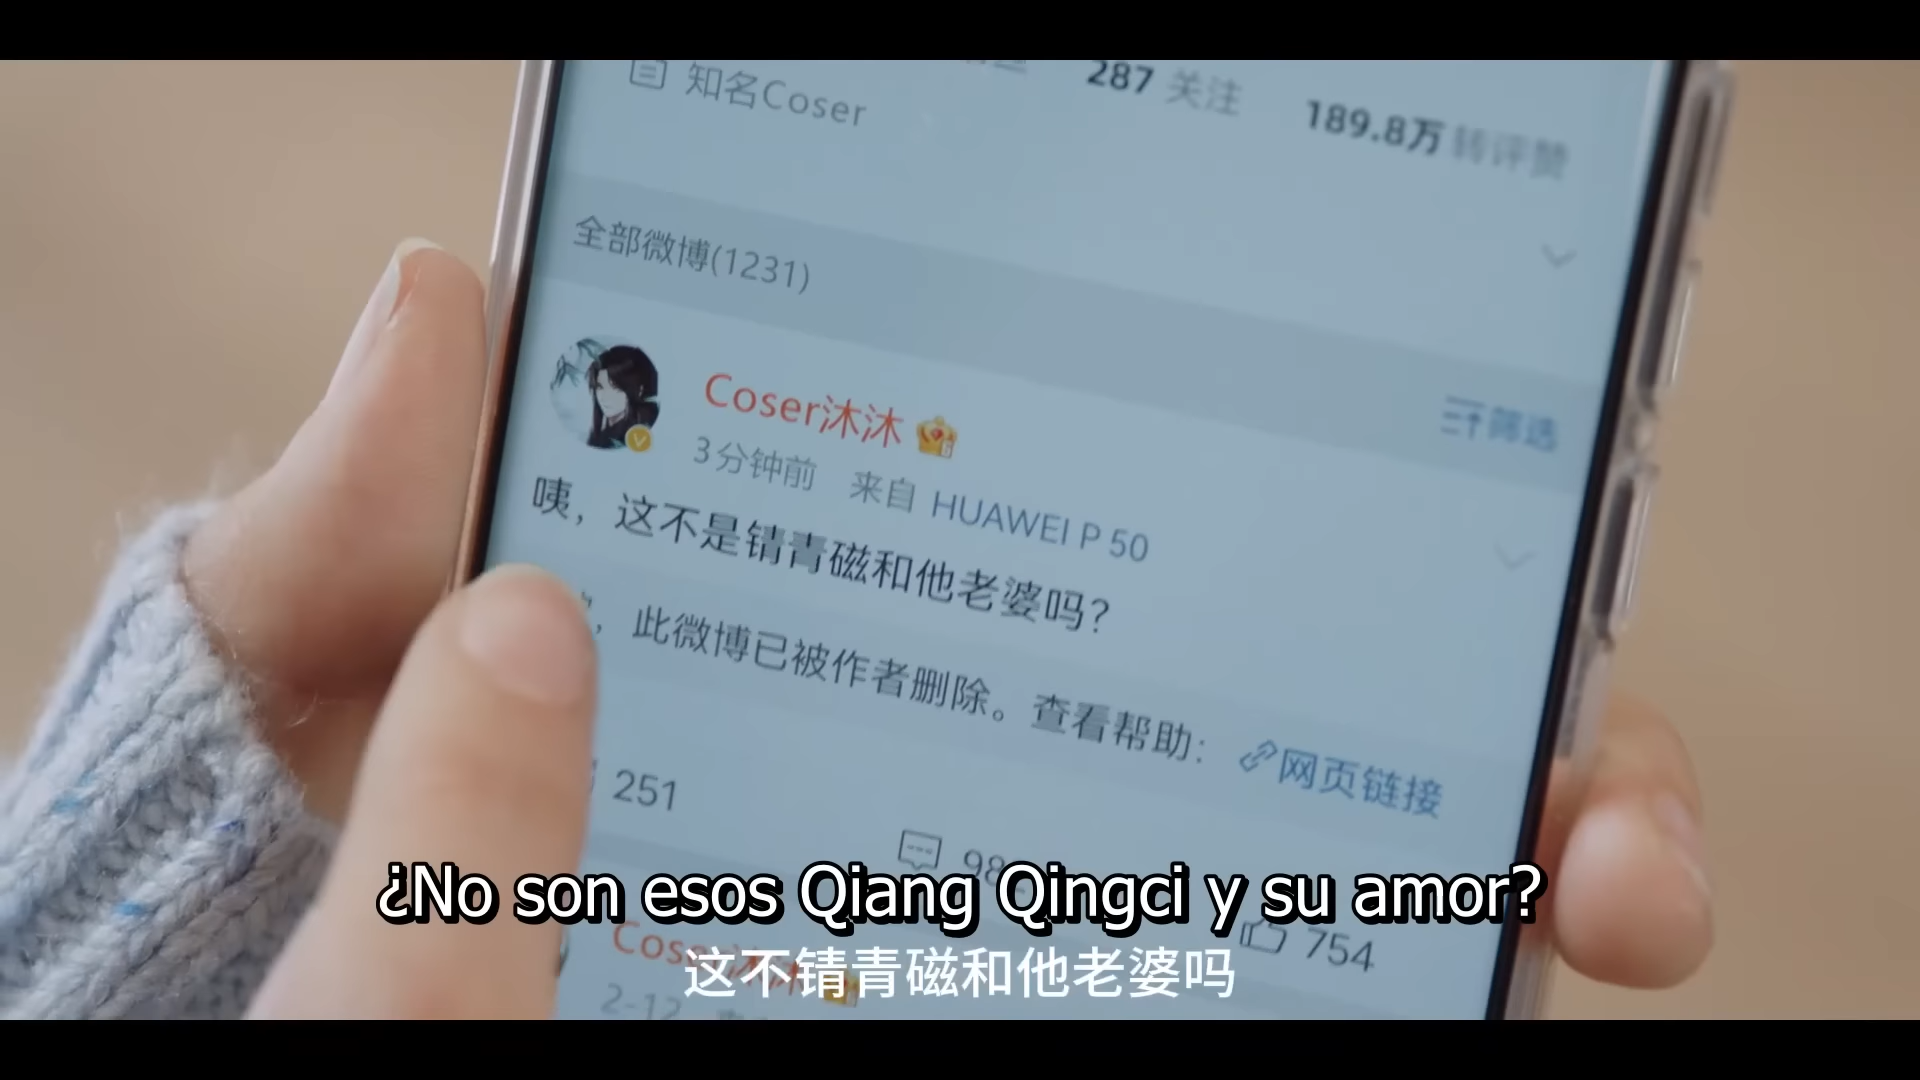 287 关注
189.8万 转评赞
知名Coser
全部微博(1231)
筛选
Coser沐沐
3分钟前 来自 HUAWEI P 50
咦，这不是锖青磁和他老婆吗？
，此微博已被作者删除。查看帮助： 网页链接
251
98
754
¿No son esos Qiang Qingci y su amor?
这不锖青磁和他老婆吗
Cos
2-12